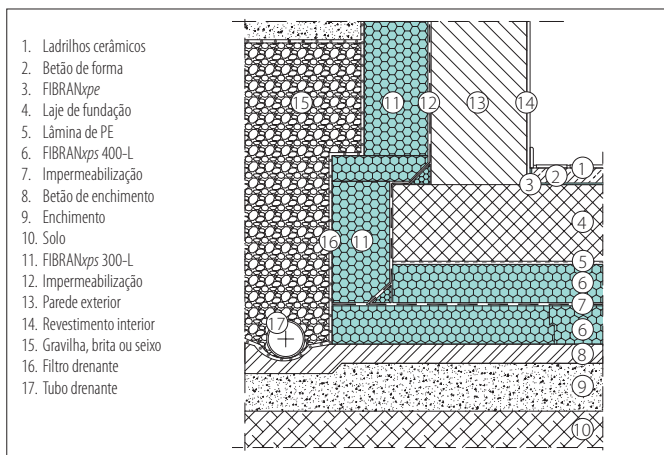 1. Ladrilhos cerâmicos
2. Betão de forma
3. FIBRANxpe
4. Laje de fundação
5. Lâmina de PE
6. FIBRANxps 400-L
7. Impermeabilização
8. Betão de enchimento
9. Enchimento
10. Solo
11. FIBRANxps 300-L
12. Impermeabilização
13. Parede exterior
14. Revestimento interior
15. Gravilha, brita ou seixo
16. Filtro drenante
17. Tubo drenante
15
11
12
13
14
1
2
3
4
16
11
5
6
7
17
6
8
9
10